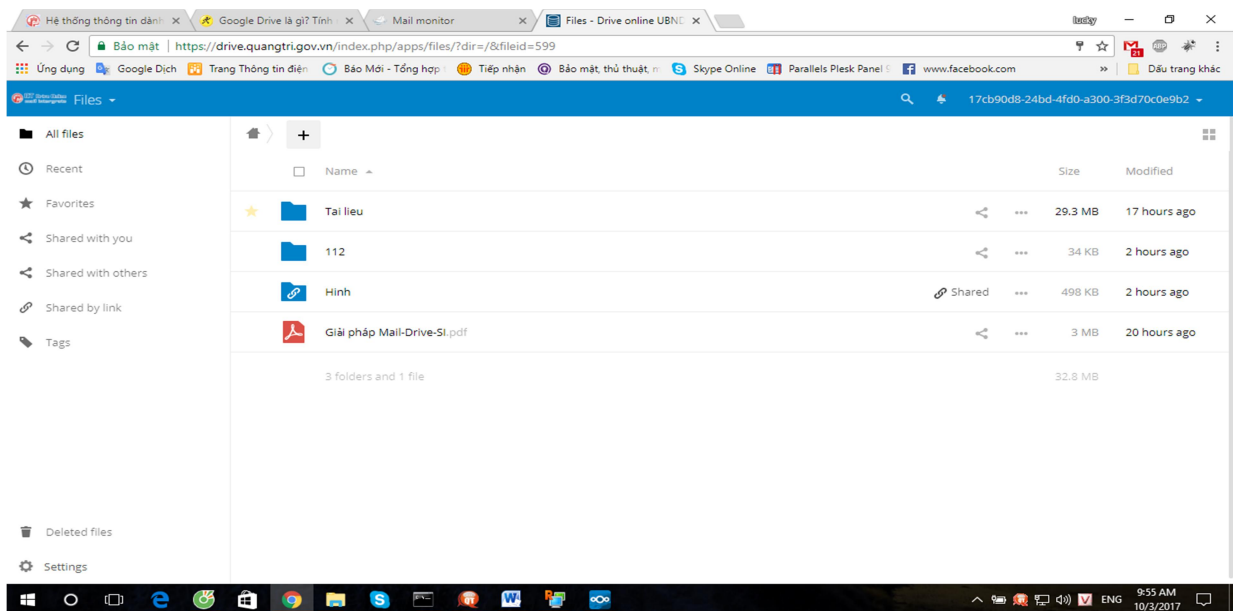 Hệ thống thông tin dành
Google Drive là gì? Tính
Mail monitor
Files - Drive online UBND
lucky
Bảo mật | https://drive.quangtri.gov.vn/index.php/apps/files/?dir=/&fileid=599
21
ABP
Ứng dụng
Google Dịch
Trang Thông tin điện
Báo Mới - Tổng hợp
Tiếp nhận
Bảo mật, thủ thuật, m
Skype Online
Parallels Plesk Panel 9
www.facebook.com
»
Dấu trang khác
Files
17cb90d8-24bd-4fd0-a300-3f3d70c0e9b2
All files
Recent
Favorites
Shared with you
Shared with others
Shared by link
Tags
Name
Size
Modified
Tai lieu
29.3 MB
17 hours ago
112
34 KB
2 hours ago
Hinh
Shared
498 KB
2 hours ago
Giải pháp Mail-Drive-SI.pdf
3 MB
20 hours ago
3 folders and 1 file
32.8 MB
Deleted files
Settings
ENG
9:55 AM
10/3/2017